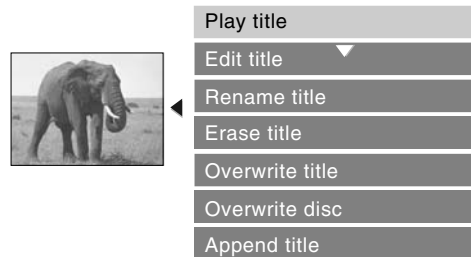 Play title
Edit title
Rename title
Erase title
Overwrite title
Overwrite disc
Append title